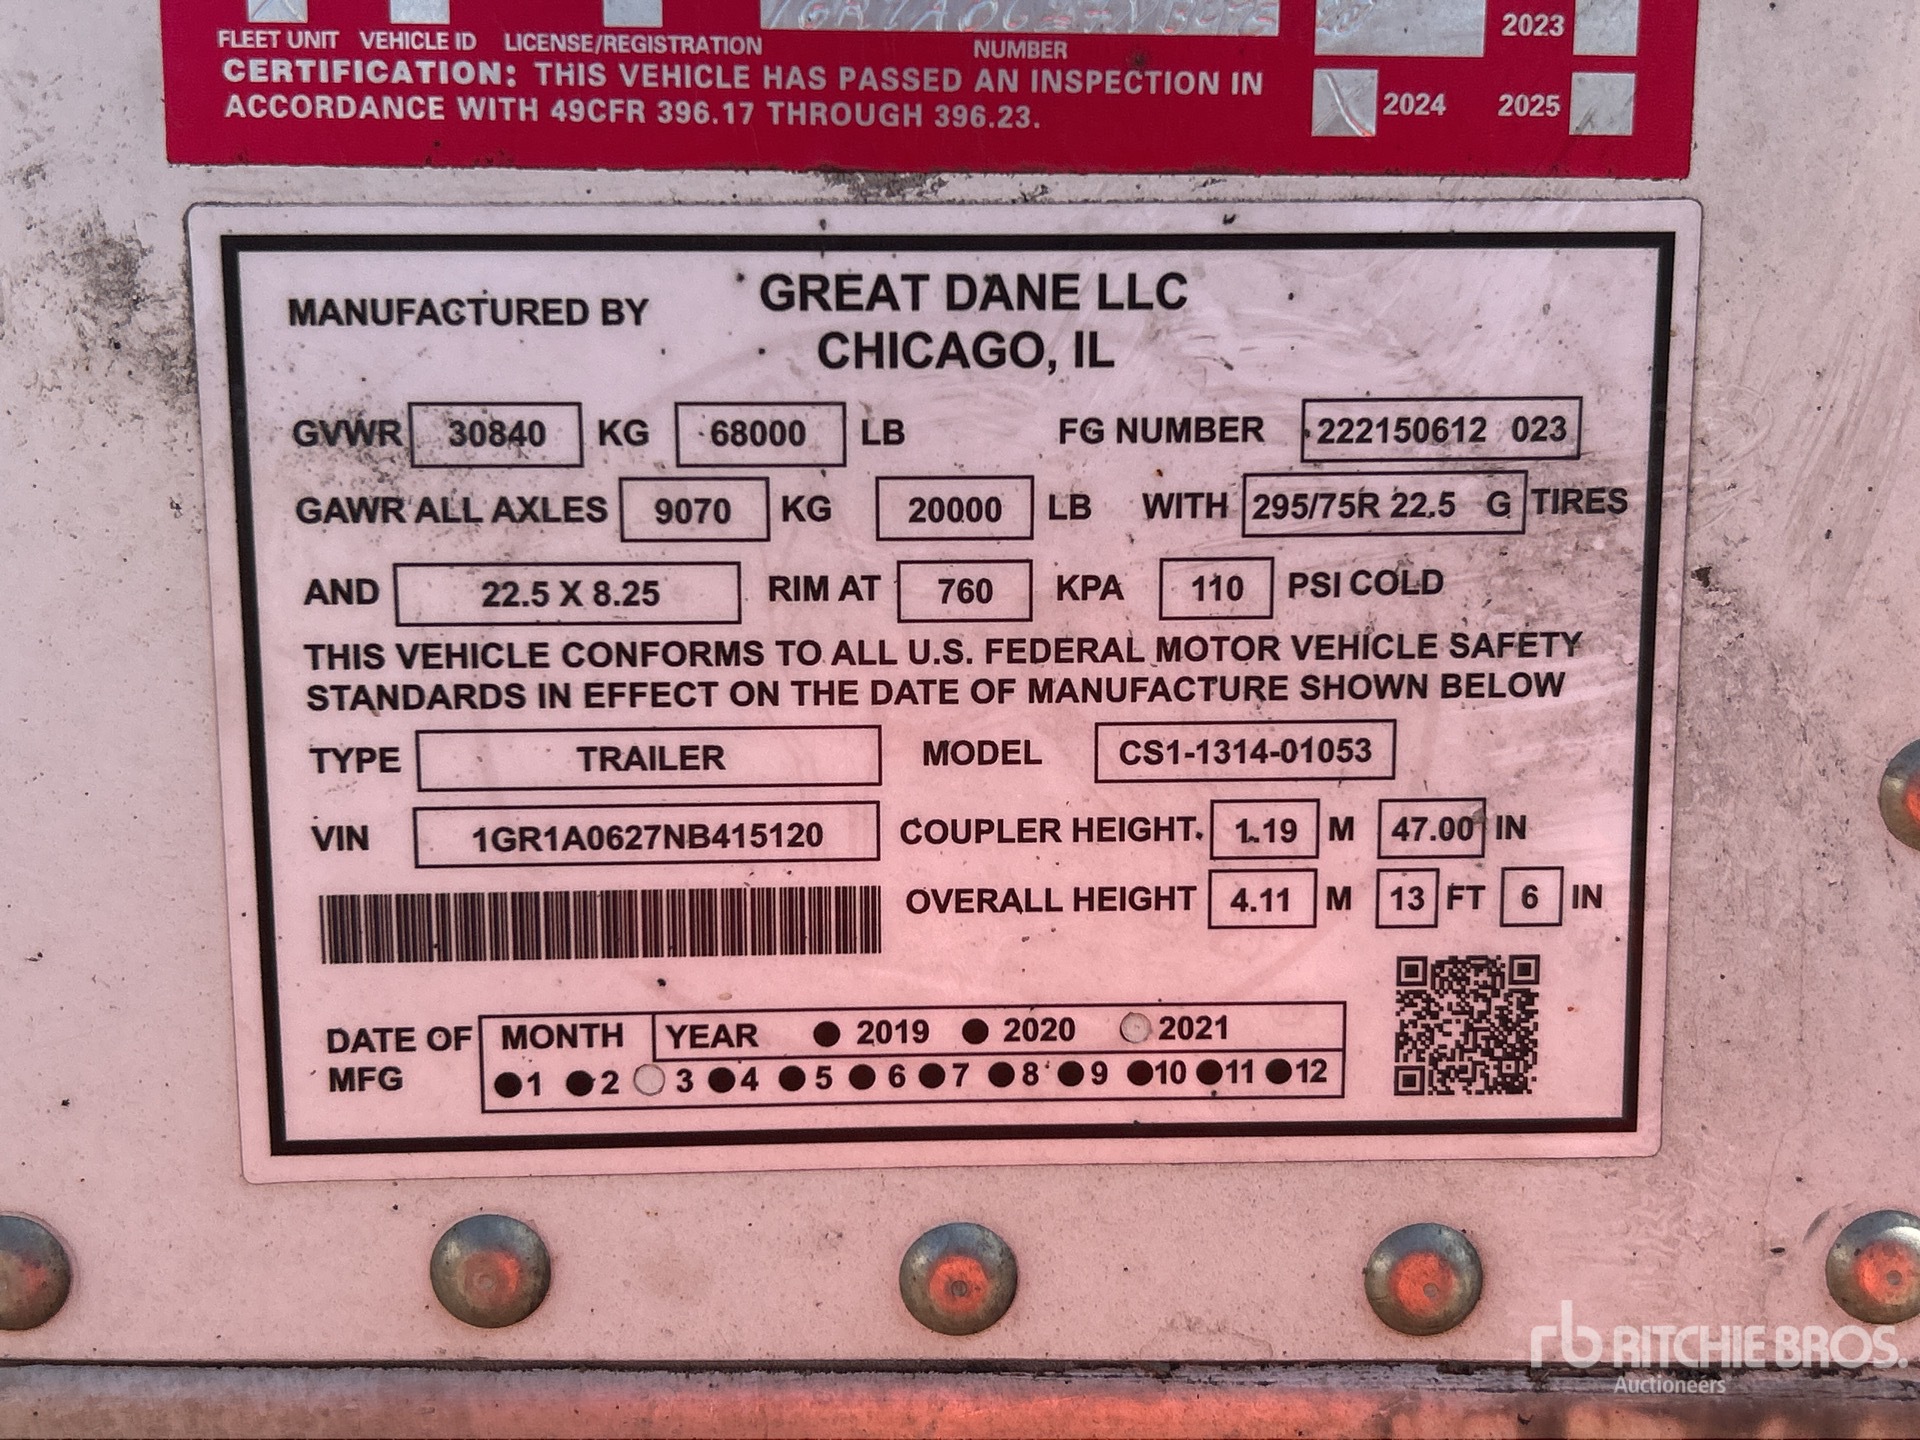 2023
FLEET UNIT VEHICLE ID LICENSE/REGISTRATION NUMBER
CERTIFICATION: THIS VEHICLE HAS PASSED AN INSPECTION IN
ACCORDANCE WITH 49CFR 396.17 THROUGH 396.23.
2024 2025
MANUFACTURED BY GREAT DANE LLC
CHICAGO, IL
GVWR 30840 KG 68000 LB FG NUMBER 222150612 023
GAWR ALL AXLES 9070 KG 20000 LB WITH 295/75R 22.5 G TIRES
AND 22.5 X 8.25 RIM AT 760 KPA 110 PSI COLD
THIS VEHICLE CONFORMS TO ALL U.S. FEDERAL MOTOR VEHICLE SAFETY
STANDARDS IN EFFECT ON THE DATE OF MANUFACTURE SHOWN BELOW
TYPE TRAILER MODEL CS1-1314-01053
VIN 1GR1A0627NB415120 COUPLER HEIGHT 1.19 M 47.00 IN
OVERALL HEIGHT 4.11 M 13 FT 6 IN
DATE OF MFG MONTH YEAR 2019 2020 2021
1 2 3 4 5 6 7 8 9 10 11 12
rb RITCHIE BROS.
Auctioneers